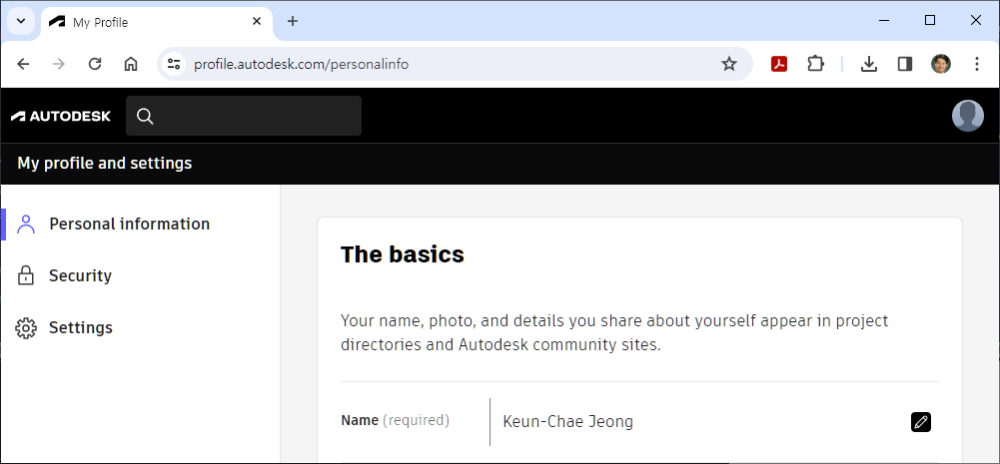 My Profile
profile.autodesk.com/personalinfo
AUTODESK
My profile and settings
Personal information
Security
Settings
The basics
Your name, photo, and details you share about yourself appear in project
directories and Autodesk community sites.
Name (required)
Keun-Chae Jeong